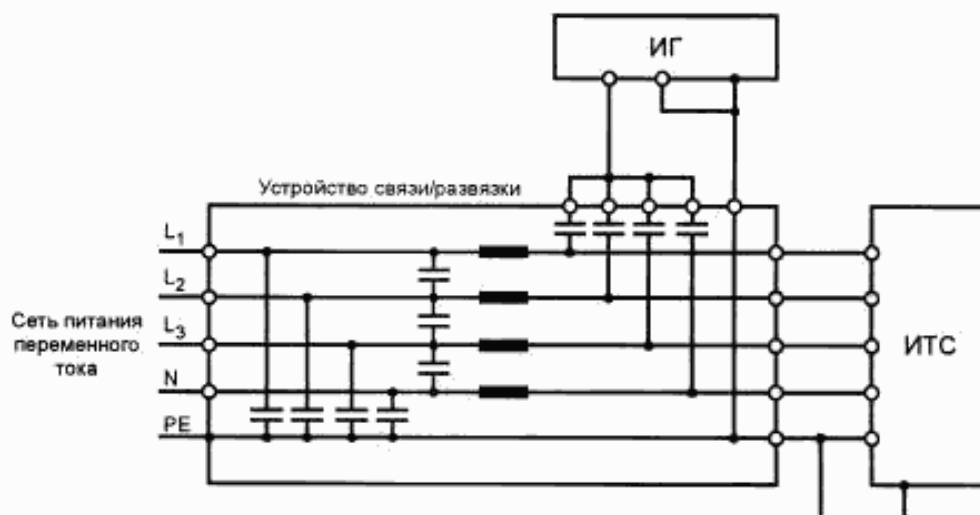 ИГ
Устройство связи/развязки
L1
L2
Сеть питания
переменного
тока
L3
N
PE
ИТС